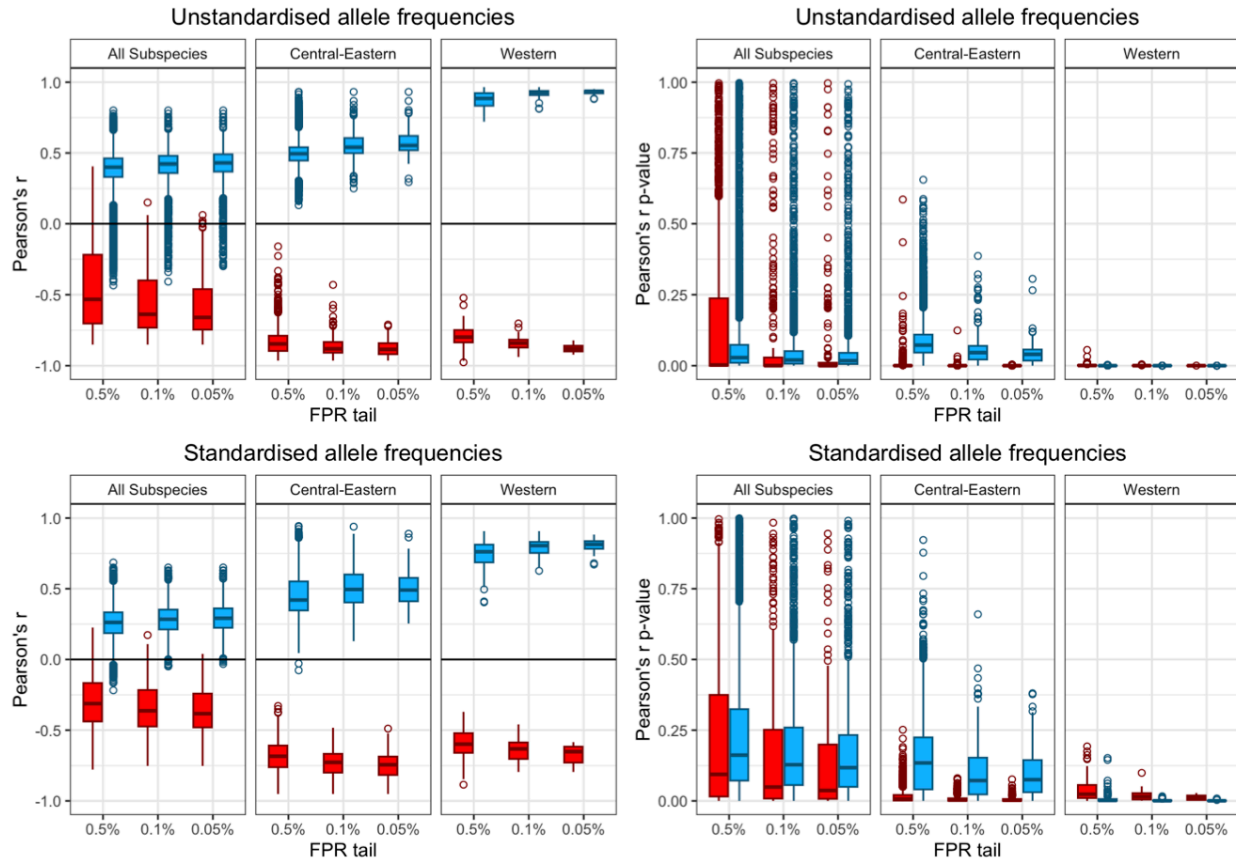 Unstandardised allele frequencies
All Subspecies Central-Eastern Western
Pearson's r
1.0
0.5
0.0
-0.5
-1.0
0.5% 0.1% 0.05% 0.5% 0.1% 0.05% 0.5% 0.1% 0.05%
FPR tail
Unstandardised allele frequencies
All Subspecies Central-Eastern Western
Pearson's r p-value
1.00
0.75
0.50
0.25
0.00
0.5% 0.1% 0.05% 0.5% 0.1% 0.05% 0.5% 0.1% 0.05%
FPR tail
Standardised allele frequencies
All Subspecies Central-Eastern Western
Pearson's r
1.0
0.5
0.0
-0.5
-1.0
0.5% 0.1% 0.05% 0.5% 0.1% 0.05% 0.5% 0.1% 0.05%
FPR tail
Standardised allele frequencies
All Subspecies Central-Eastern Western
Pearson's r p-value
1.00
0.75
0.50
0.25
0.00
0.5% 0.1% 0.05% 0.5% 0.1% 0.05% 0.5% 0.1% 0.05%
FPR tail